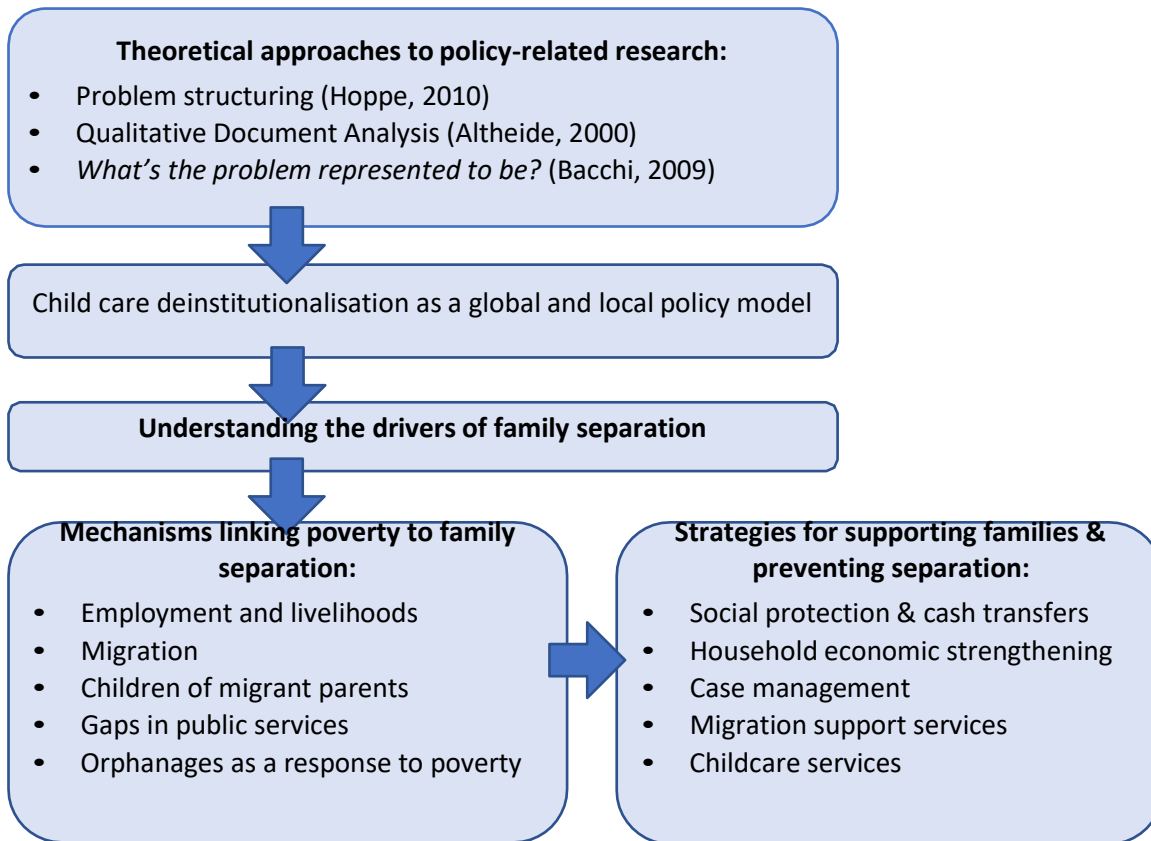 Theoretical approaches to policy-related research:
• Problem structuring (Hoppe, 2010)
• Qualitative Document Analysis (Altheide, 2000)
• What’s the problem represented to be? (Bacchi, 2009)
Child care deinstitutionalisation as a global and local policy model
Understanding the drivers of family separation
Mechanisms linking poverty to family
separation:
• Employment and livelihoods
• Migration
• Children of migrant parents
• Gaps in public services
• Orphanages as a response to poverty
Strategies for supporting families &
preventing separation:
• Social protection & cash transfers
• Household economic strengthening
• Case management
• Migration support services
• Childcare services